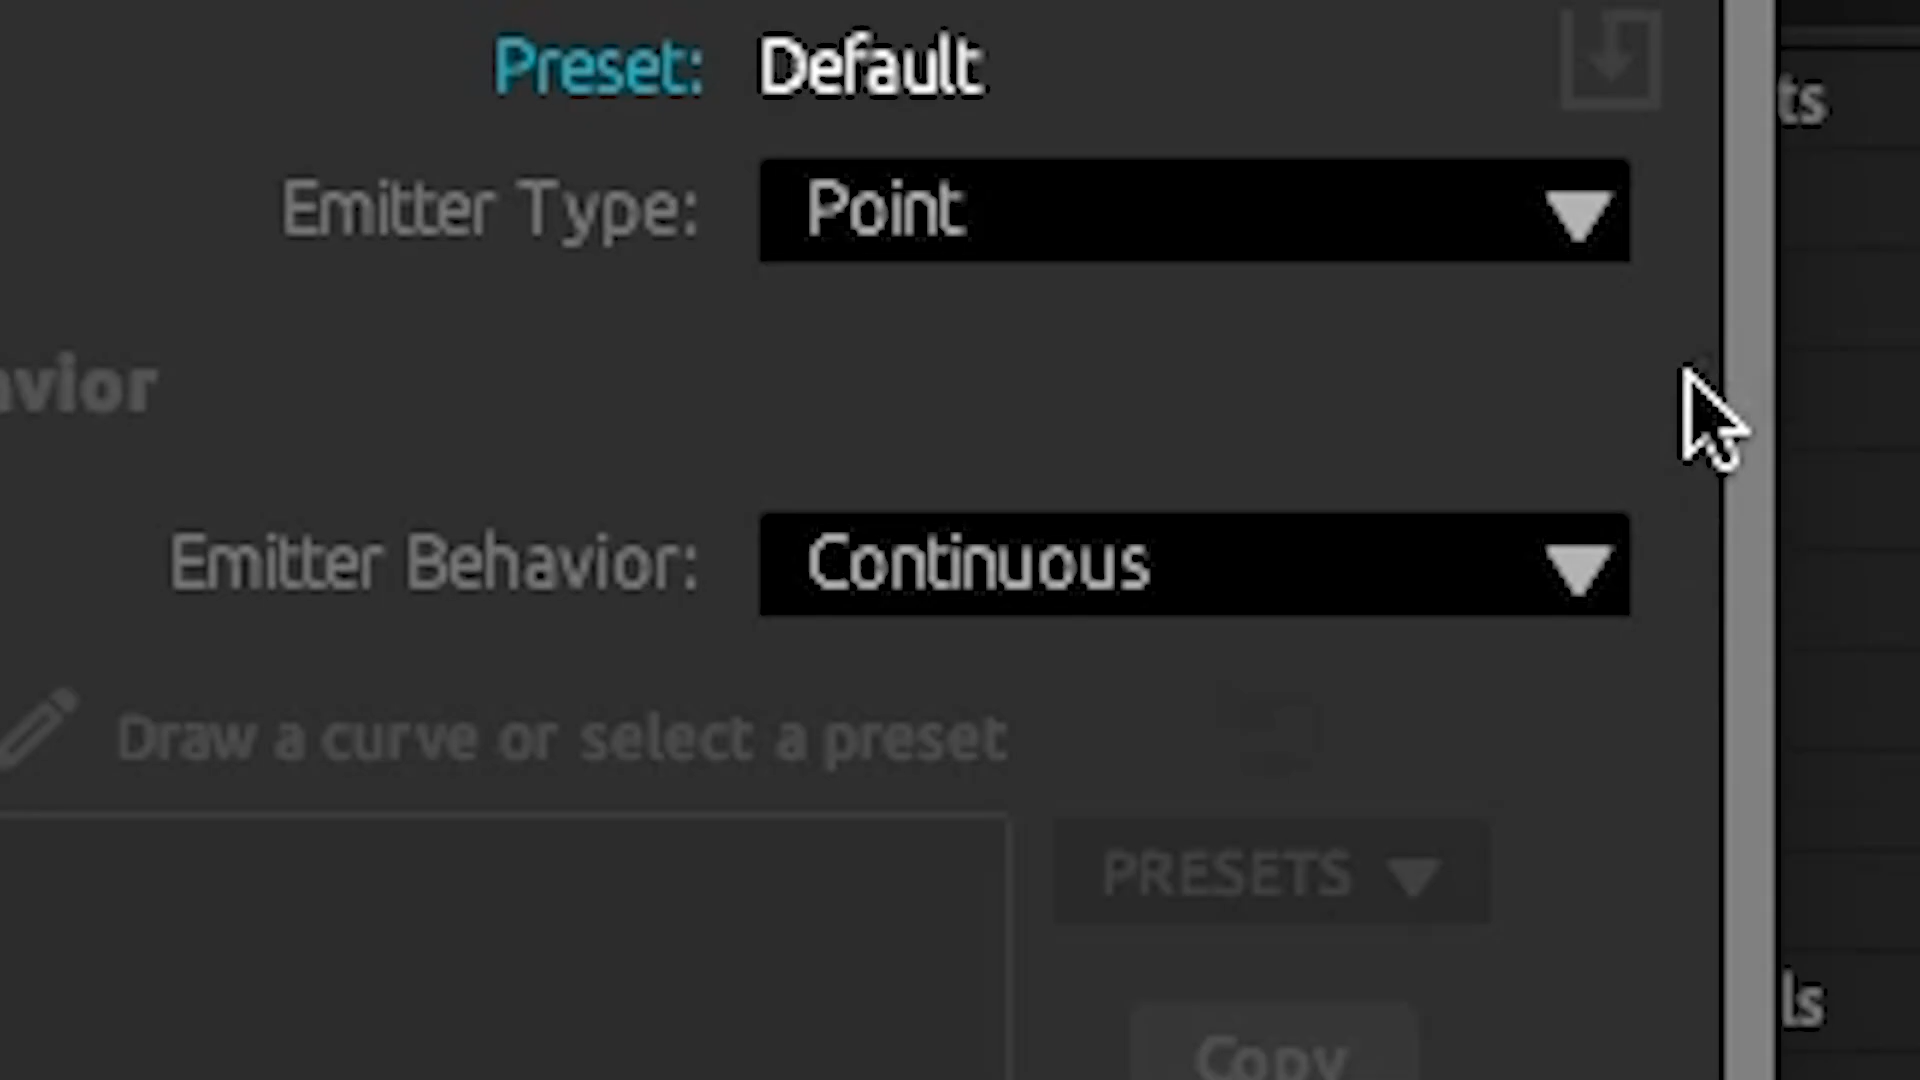 Preset: Default
ts
Emitter Type: Point
avior
Emitter Behavior: Continuous
Draw a curve or select a preset
PRESETS
ls
Copy